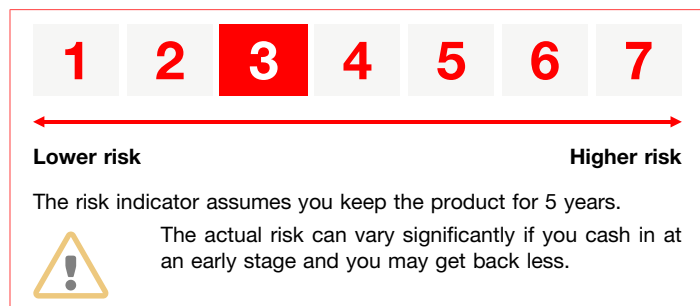 1 2 3 4 5 6 7
Lower risk Higher risk
The risk indicator assumes you keep the product for 5 years.
The actual risk can vary significantly if you cash in at
an early stage and you may get back less.